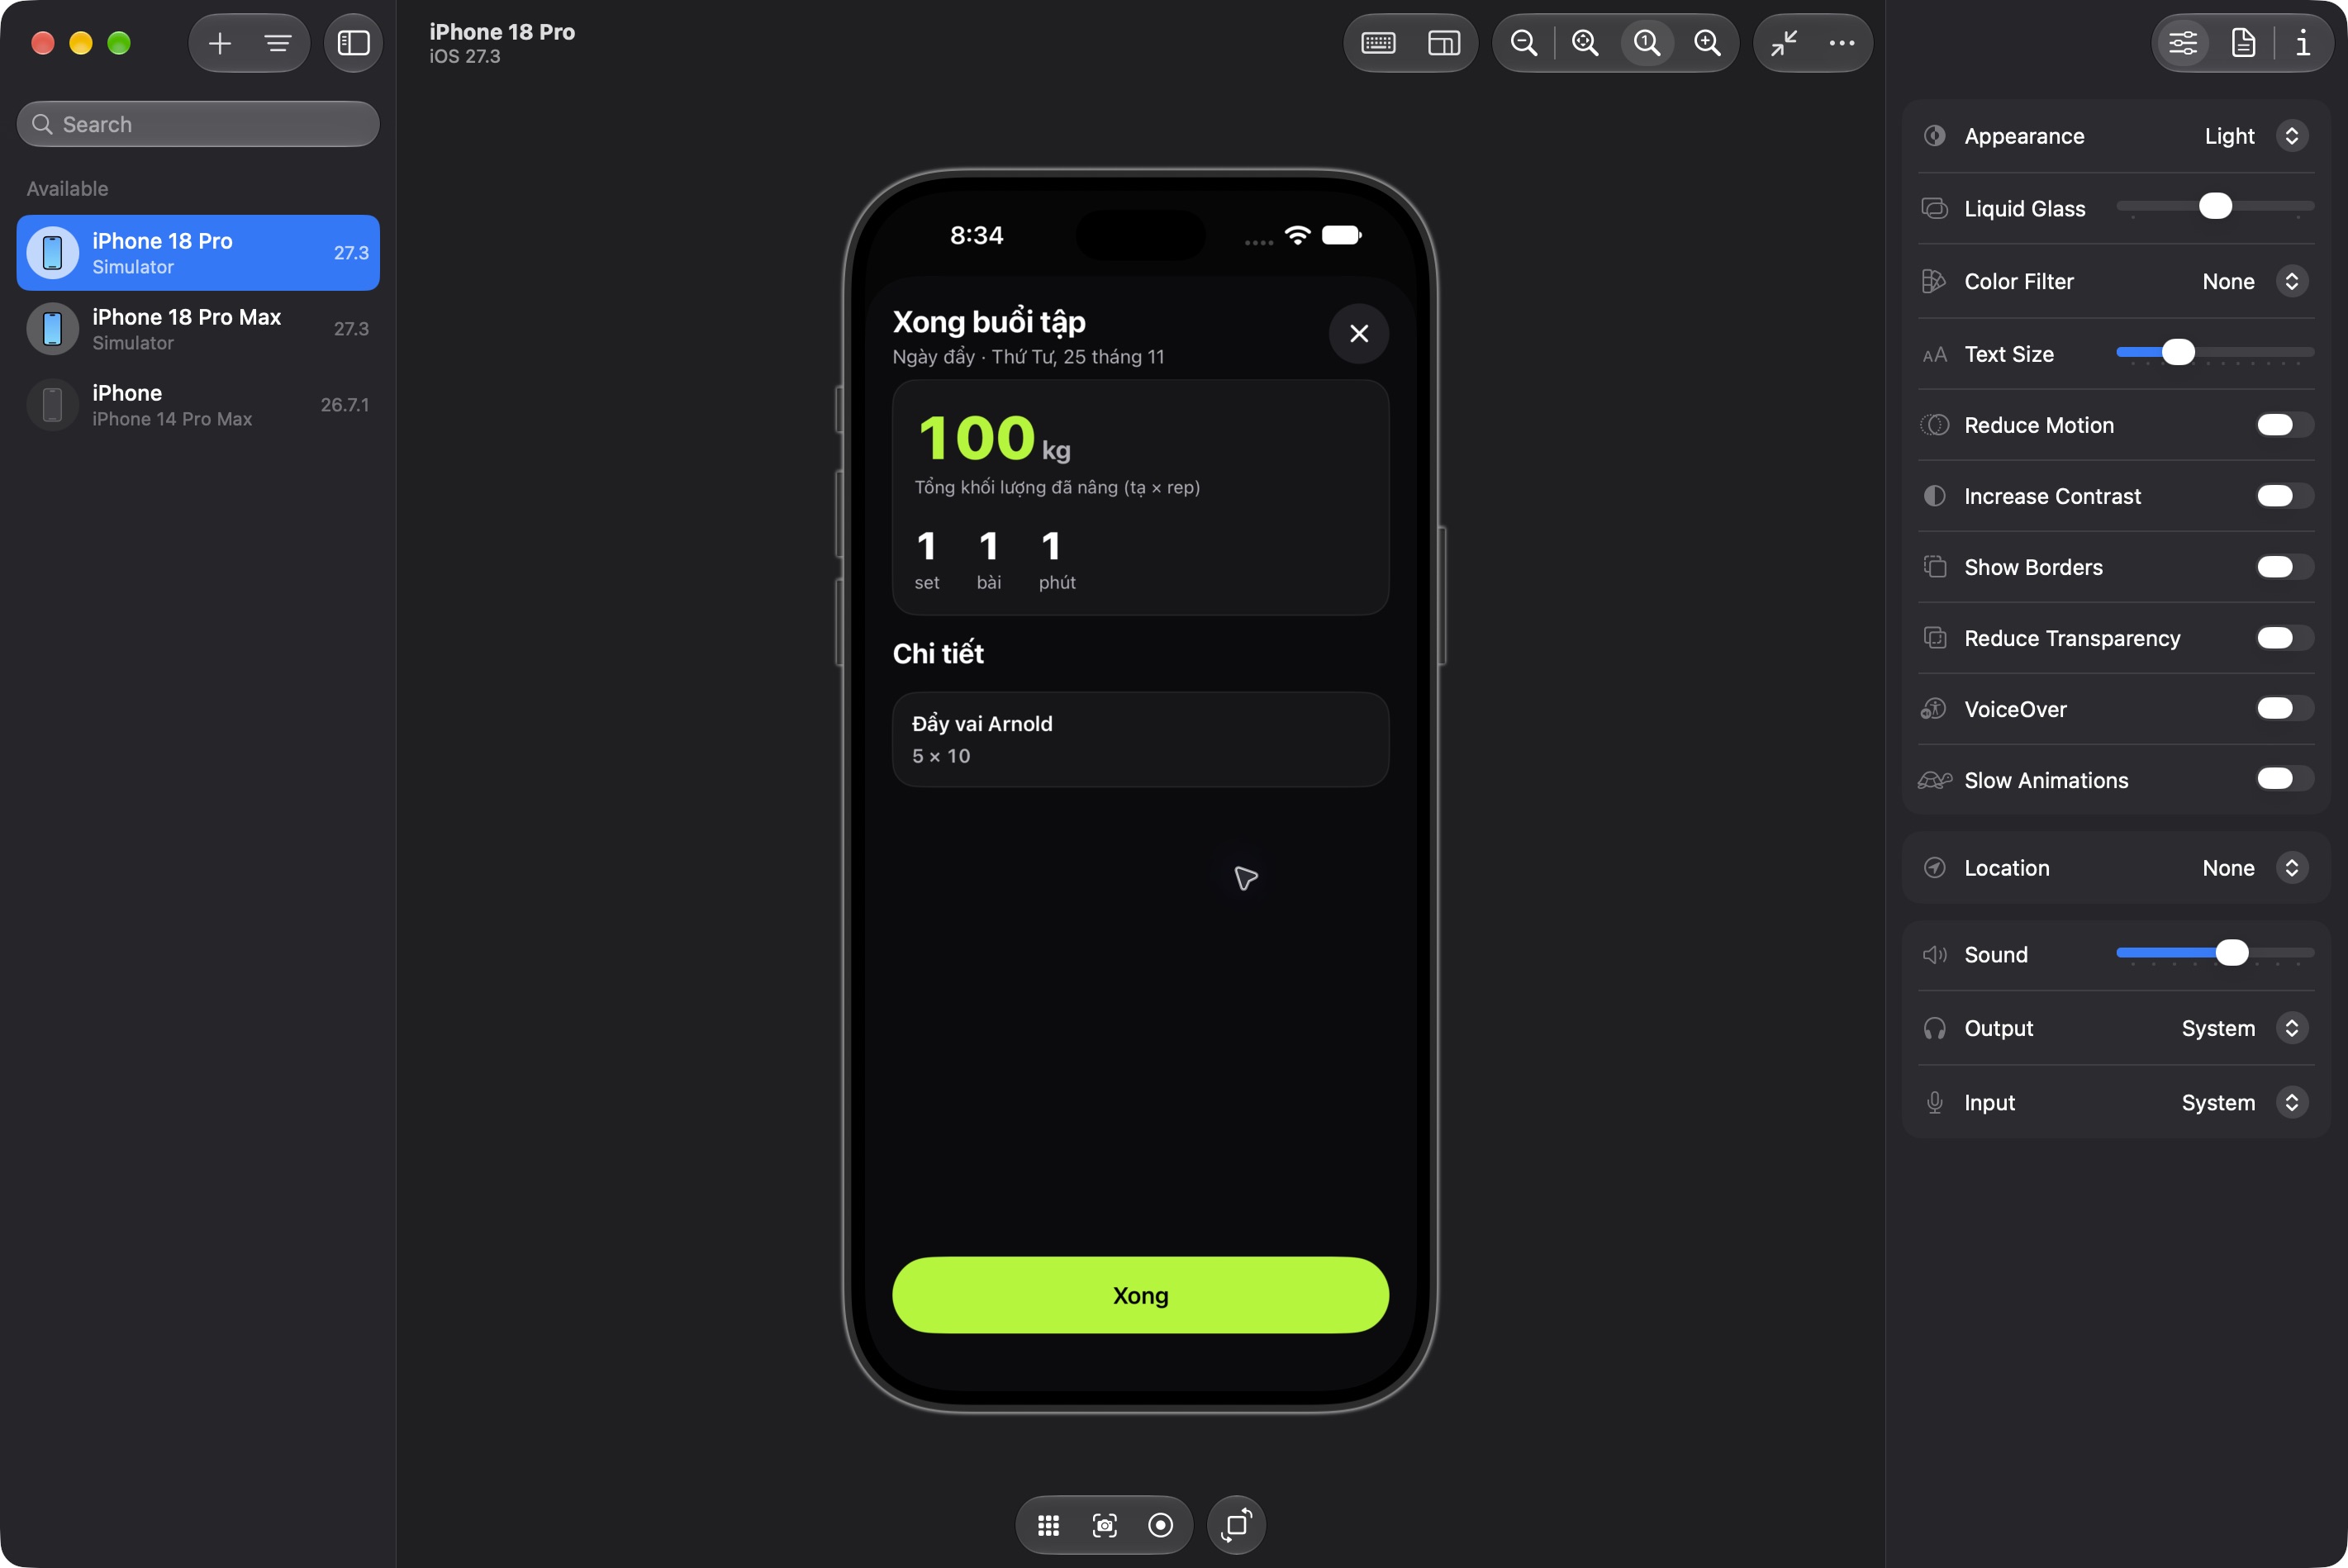 iPhone 18 Pro
iOS 27.3
Search
Available
iPhone 18 Pro
Simulator
27.3
iPhone 18 Pro Max
Simulator
27.3
iPhone
iPhone 14 Pro Max
26.7.1
8:34
Xong buổi tập
Ngày đẩy · Thứ Tư, 25 tháng 11
100 kg
Tổng khối lượng đã nâng (tạ × rep)
1 1 1
set bài phút
Chi tiết
Đẩy vai Arnold
5 × 10
Xong
Appearance Light
Liquid Glass
Color Filter None
AA Text Size
Reduce Motion
Increase Contrast
Show Borders
Reduce Transparency
VoiceOver
Slow Animations
Location None
Sound
Output System
Input System